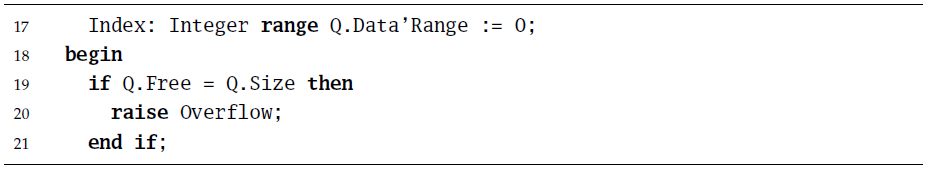 17 Index: Integer range Q.Data'Range := 0;
18 begin
19 if Q.Free = Q.Size then
20 raise Overflow;
21 end if;